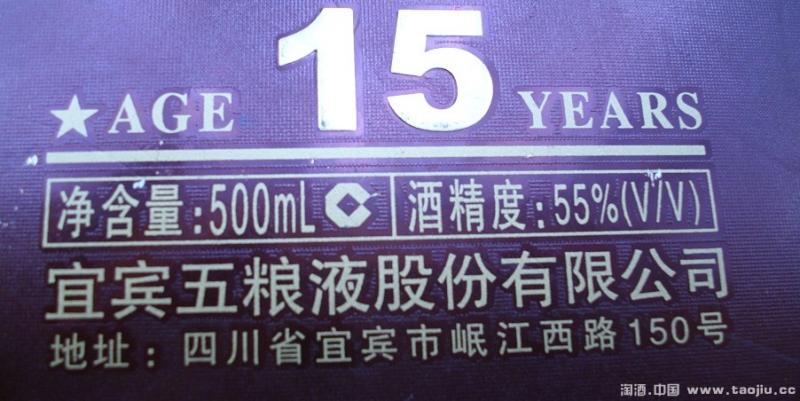 ★AGE 15 YEARS
净含量:500mL 酒精度:55%(V/V)
宜宾五粮液股份有限公司
地址:四川省宜宾市岷江西路150号
淘酒.中国 www.taojiu.cc